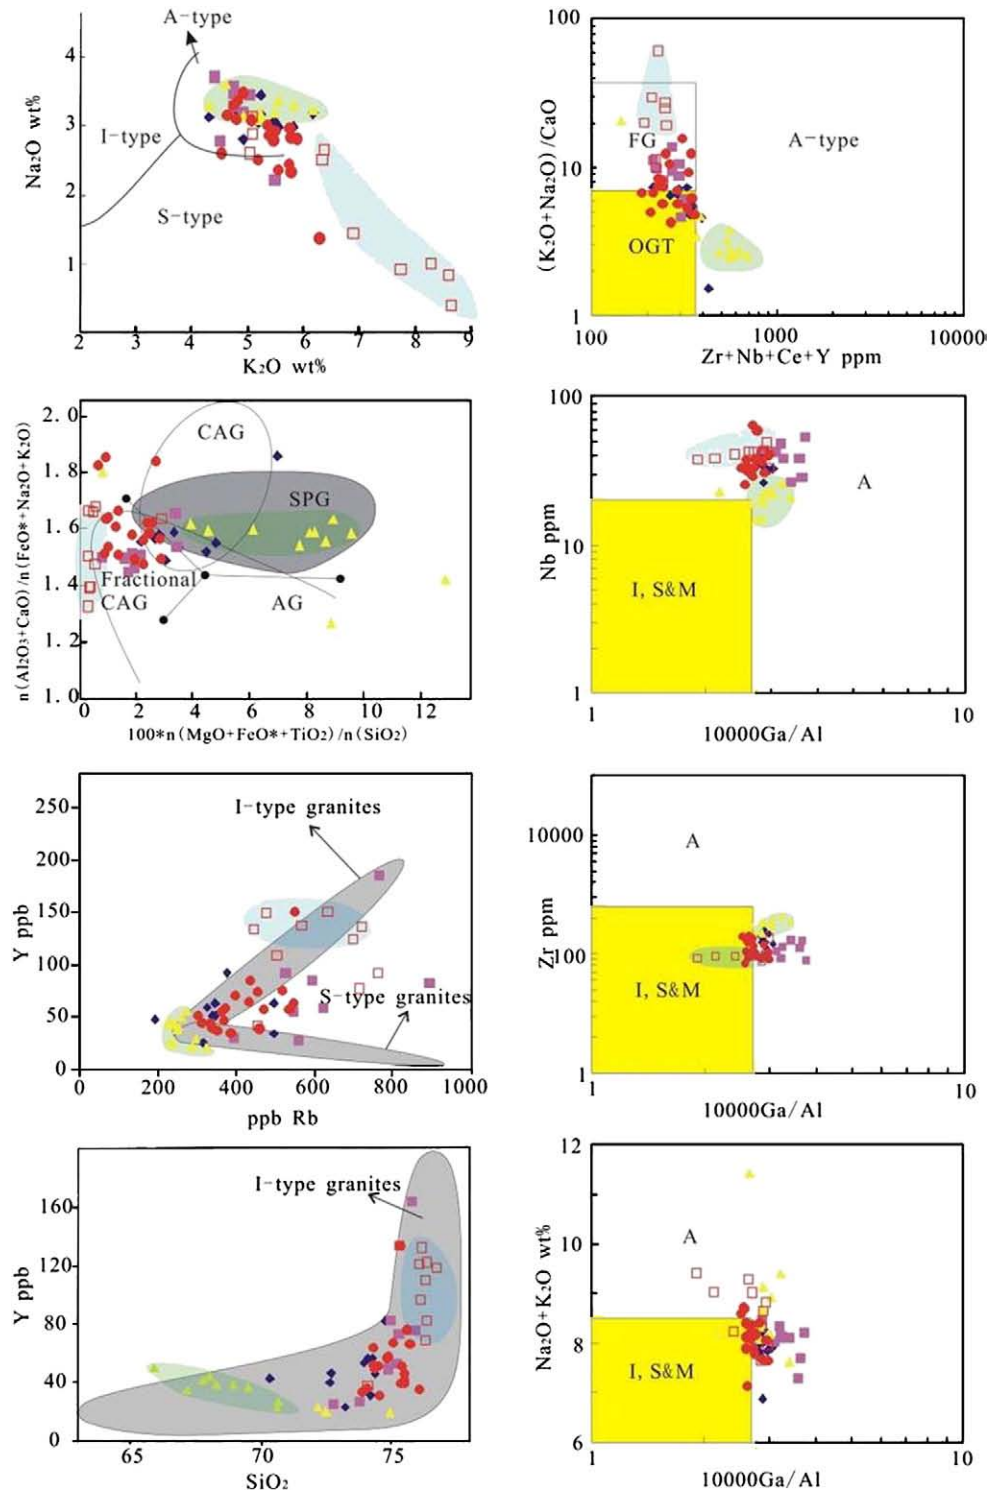 A-type
4
3
2
1
Na₂O wt%
I-type
S-type
2 3 4 5 6 7 8 9
K₂O wt%
100
10
1
(K₂O+Na₂O)/CaO
FG
A-type
OGT
100 1000 10000
Zr+Nb+Ce+Y ppm
2.0
1.8
1.6
1.4
1.2
1.0
n(Al₂O₃+CaO)/n(FeO*+Na₂O+K₂O)
CAG
SPG
Fractional
CAG
AG
0 2 4 6 8 10 12
100*n(MgO+FeO*+TiO₂)/n(SiO₂)
100
10
1
Nb ppm
A
I, S&M
1 10
10000Ga/Al
250
200
150
100
50
0
Y ppb
I-type granites
S-type granites
0 200 400 600 800 1000
ppb Rb
10000
100
1
Zr ppm
A
I, S&M
1 10
10000Ga/Al
160
120
80
40
0
Y ppb
I-type granites
65 70 75
SiO₂
12
10
8
6
Na₂O+K₂O wt%
A
I, S&M
1 10
10000Ga/Al